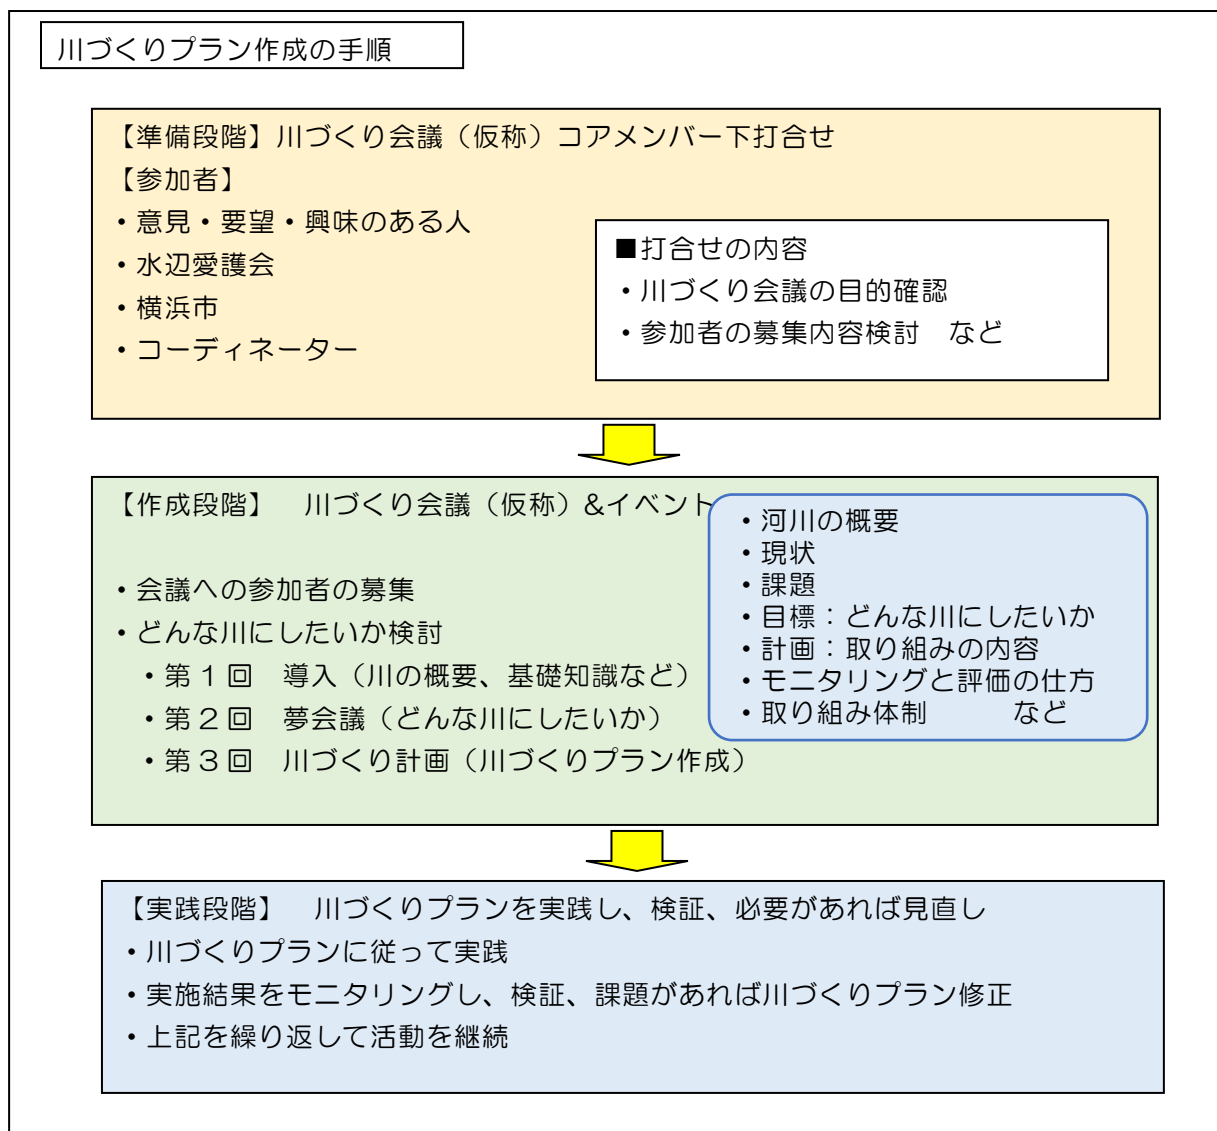 川づくりプラン作成の手順
【準備段階】川づくり会議（仮称）コアメンバー下打合せ
【参加者】
・意見・要望・興味のある人
・水辺愛護会
・横浜市
・コーディネーター
■打合せの内容
・川づくり会議の目的確認
・参加者の募集内容検討　など
【作成段階】　川づくり会議（仮称）&イベント
・会議への参加者の募集
・どんな川にしたいか検討
・第１回　導入（川の概要、基礎知識など）
・第２回　夢会議（どんな川にしたいか）
・第３回　川づくり計画（川づくりプラン作成）
・河川の概要
・現状
・課題
・目標：どんな川にしたいか
・計画：取り組みの内容
・モニタリングと評価の仕方
・取り組み体制　　　など
【実践段階】　川づくりプランを実践し、検証、必要があれば見直し
・川づくりプランに従って実践
・実施結果をモニタリングし、検証、課題があれば川づくりプラン修正
・上記を繰り返して活動を継続